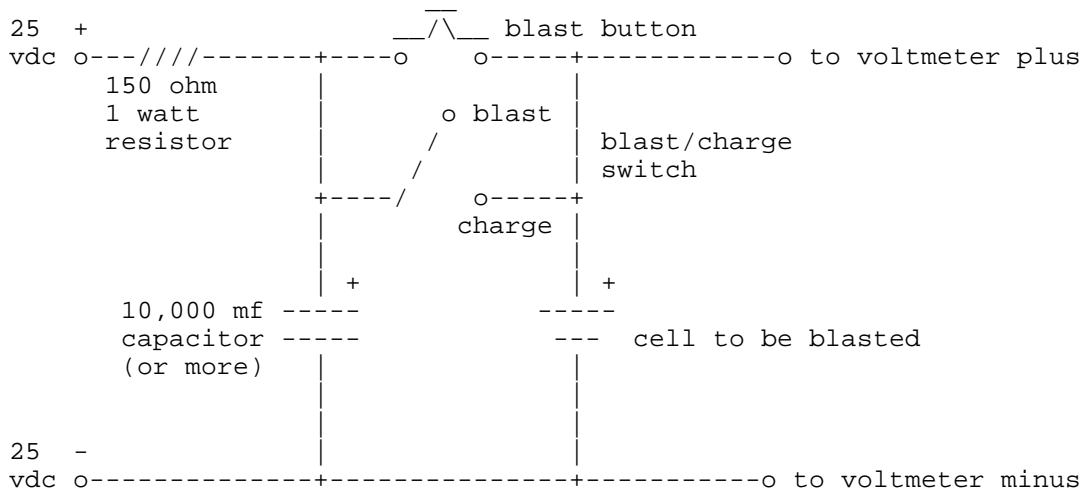 25 + blast button
vdc to voltmeter plus
150 ohm
1 watt blast
resistor blast/charge
switch
charge
+ +
10,000 mf
capacitor cell to be blasted
(or more)
25 -
vdc to voltmeter minus